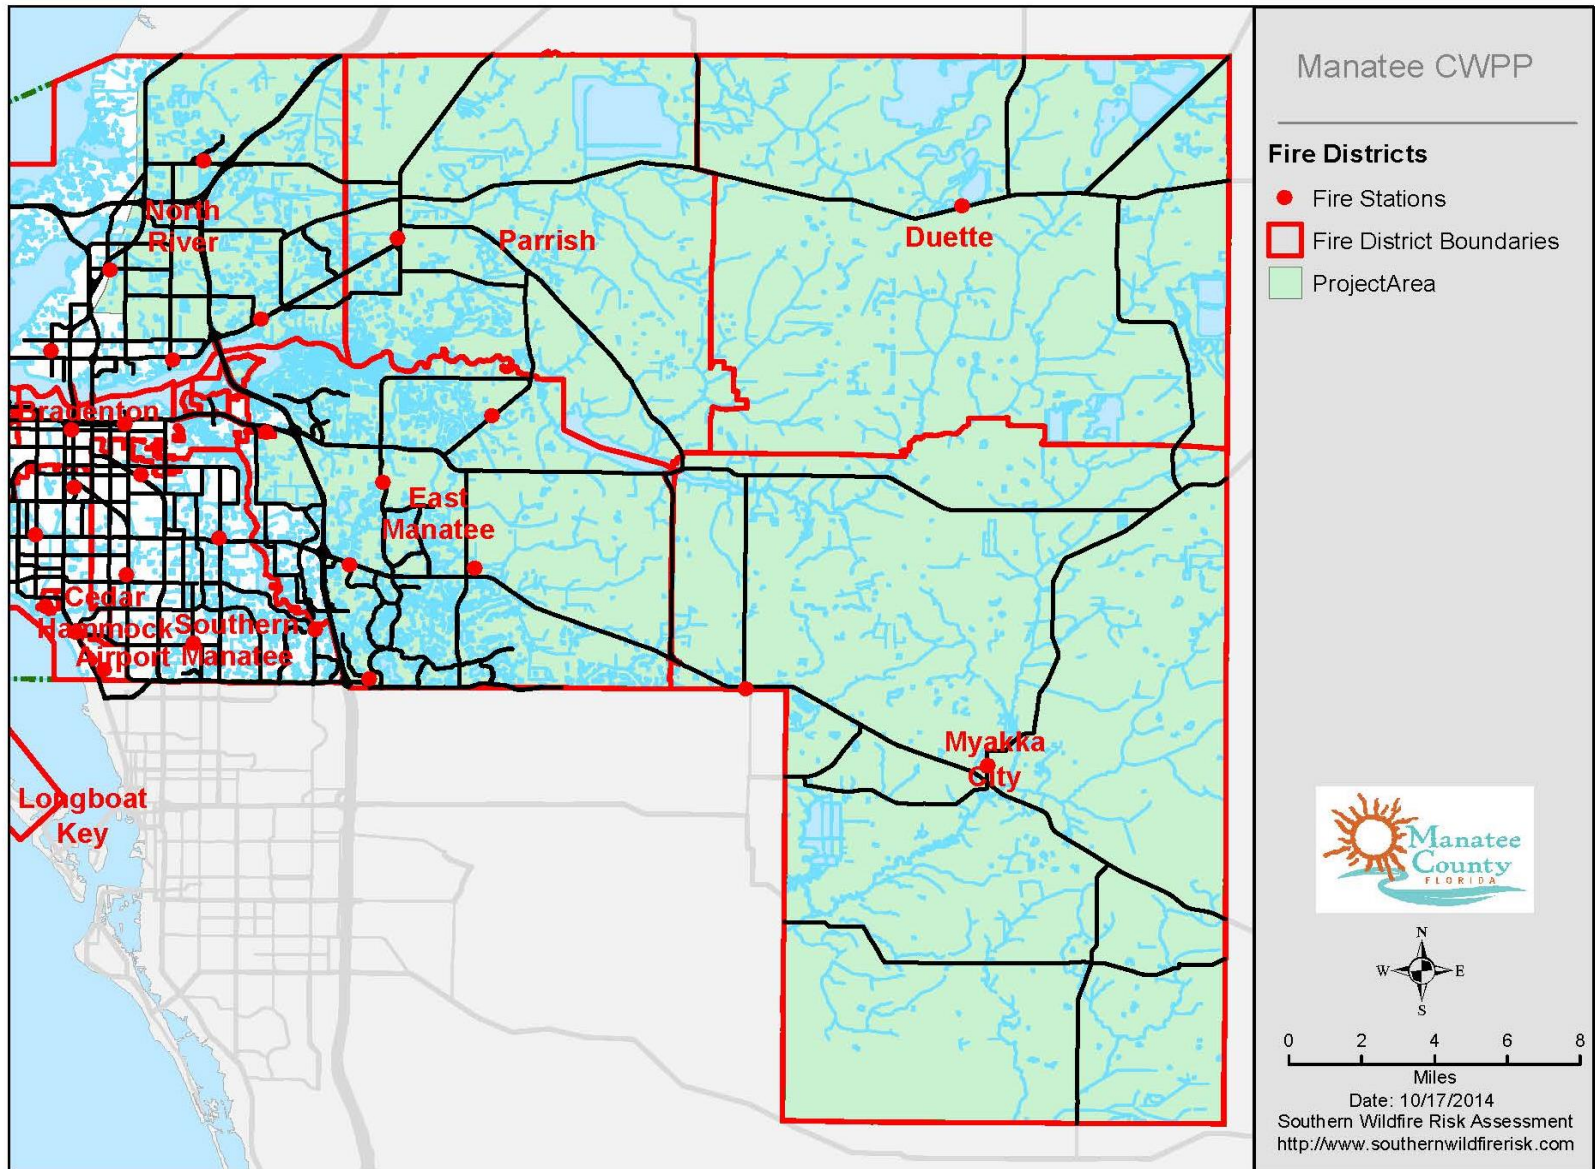 Manatee CWPP
Fire Districts
Fire Stations
Fire District Boundaries
ProjectArea
North
River
Parrish
Duette
Bradenton
East
Manatee
Cedar
Hammock
Southern
Manatee
Airport
Myakka
City
Longboat
Key
Manatee
County
FLORIDA
N
W E
S
0 2 4 6 8
Miles
Date: 10/17/2014
Southern Wildfire Risk Assessment
http://www.southernwildfirerisk.com